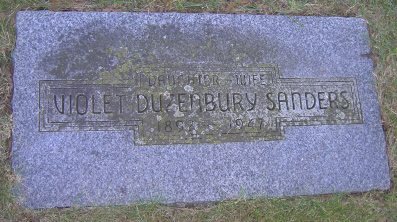 DAUGHTER WIFE
VIOLET DUZENBURY SANDERS
1947